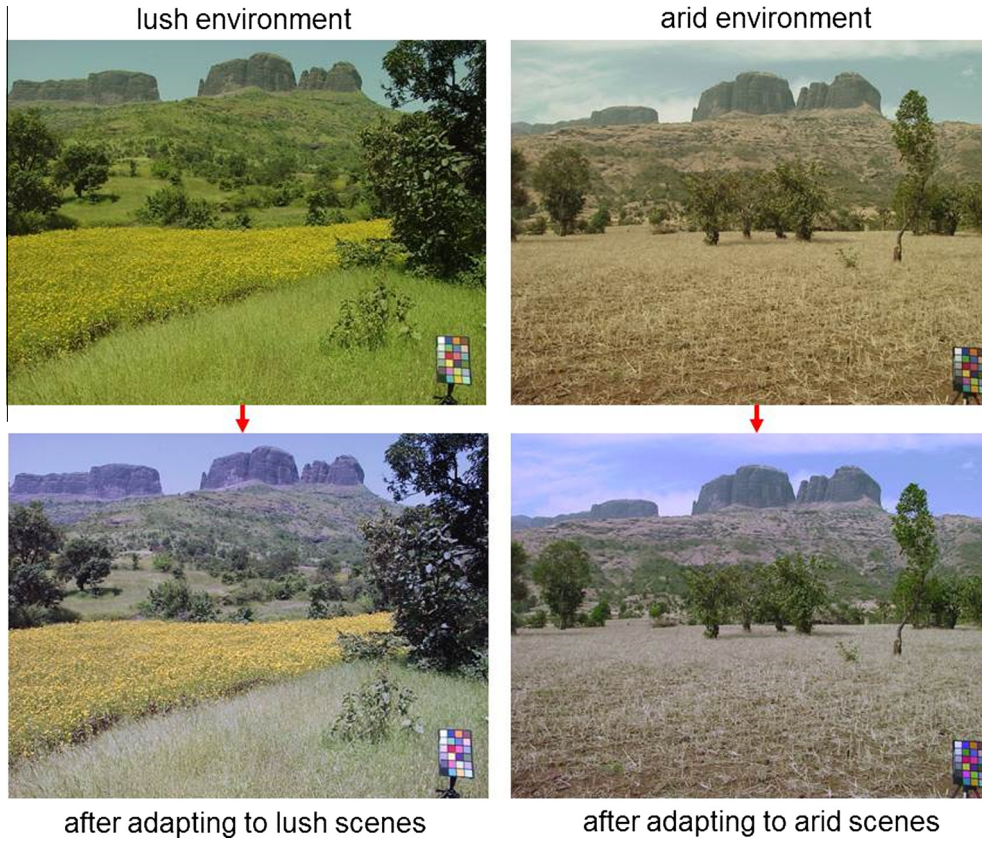 lush environment
arid environment
after adapting to lush scenes
after adapting to arid scenes